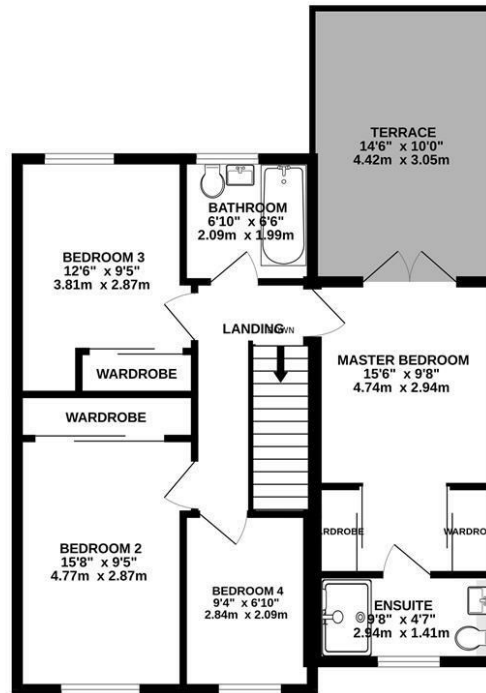 TERRACE
14'6" x 10'0"
4.42m x 3.05m
BATHROOM
6'10" x 6'6"
2.09m x 1.99m
BEDROOM 3
12'6" x 9'5"
3.81m x 2.87m
LANDING
MASTER BEDROOM
15'6" x 9'8"
4.74m x 2.94m
WARDROBE
WARDROBE
BEDROOM 2
15'8" x 9'5"
4.77m x 2.87m
BEDROOM 4
9'4" x 6'10"
2.84m x 2.09m
ARDROBE
WARDROB
ENSUITE
9'8" x 4'7"
2.94m x 1.41m